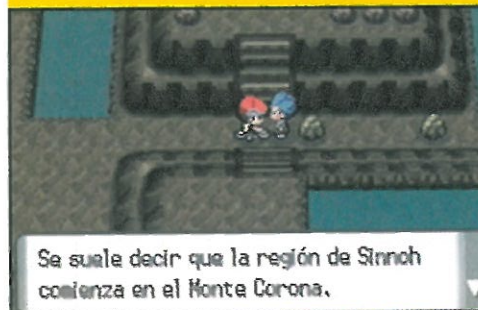 Se suele decir que la región de Sinnoh
comienza en el Monte Corona.